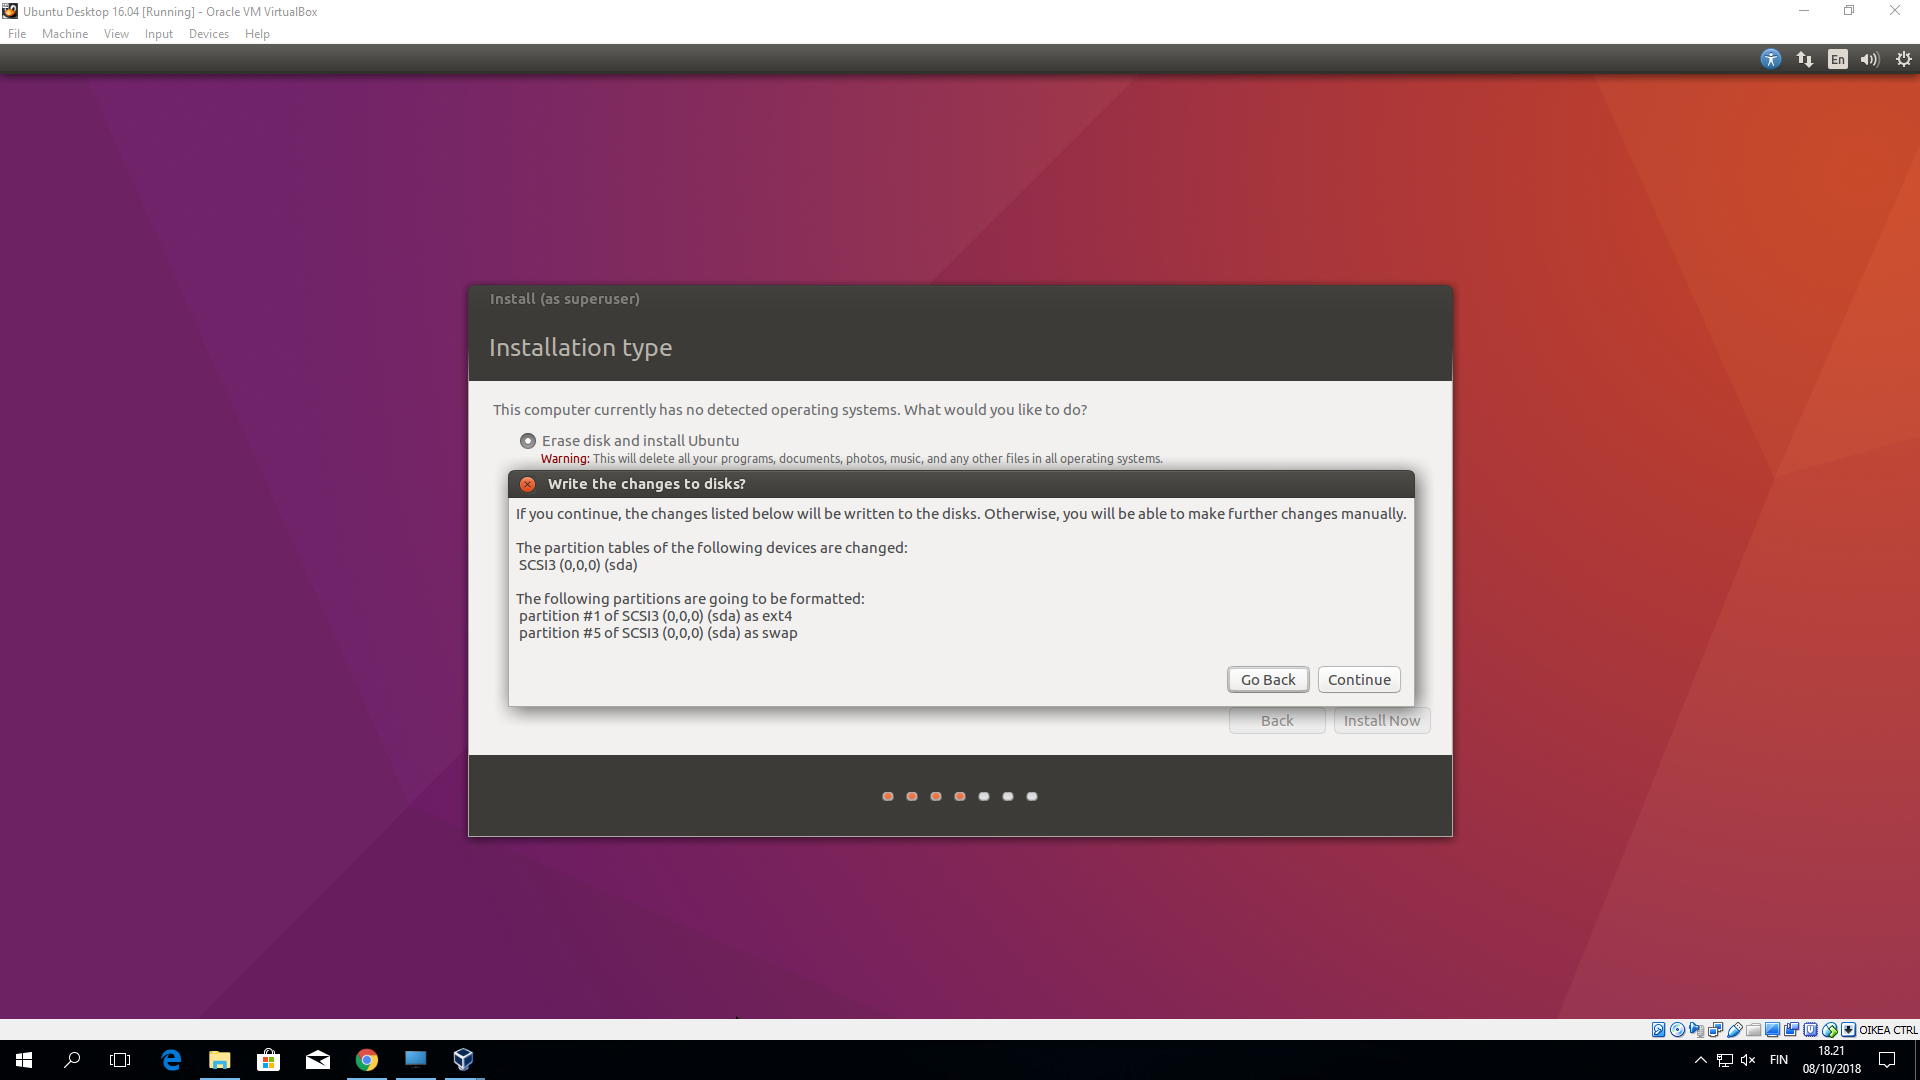 Ubuntu Desktop 16.04 [Running] - Oracle VM VirtualBox
File Machine View Input Devices Help
En
Install (as superuser)
Installation type
This computer currently has no detected operating systems. What would you like to do?
Erase disk and install Ubuntu
Warning: This will delete all your programs, documents, photos, music, and any other files in all operating systems.
Write the changes to disks?
If you continue, the changes listed below will be written to the disks. Otherwise, you will be able to make further changes manually.
The partition tables of the following devices are changed:
SCSI3 (0,0,0) (sda)
The following partitions are going to be formatted:
partition #1 of SCSI3 (0,0,0) (sda) as ext4
partition #5 of SCSI3 (0,0,0) (sda) as swap
Go Back Continue
Back Install Now
OIKEA CTRL
FIN
18.21
08/10/2018